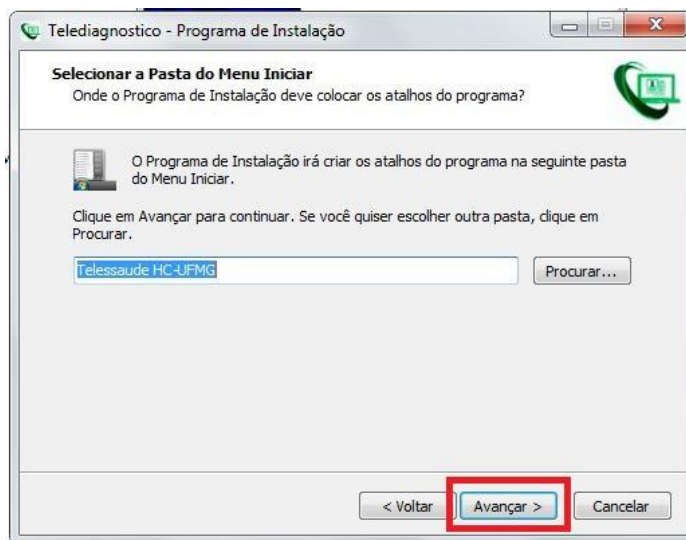 Telediagnostico - Programa de Instalação
Selecionar a Pasta do Menu Iniciar
Onde o Programa de Instalação deve colocar os atalhos do programa?
O Programa de Instalação irá criar os atalhos do programa na seguinte pasta
do Menu Iniciar.
Clique em Avançar para continuar. Se você quiser escolher outra pasta, clique em
Procurar.
Telessaude HC-UFMG
Procurar...
< Voltar
Avançar >
Cancelar